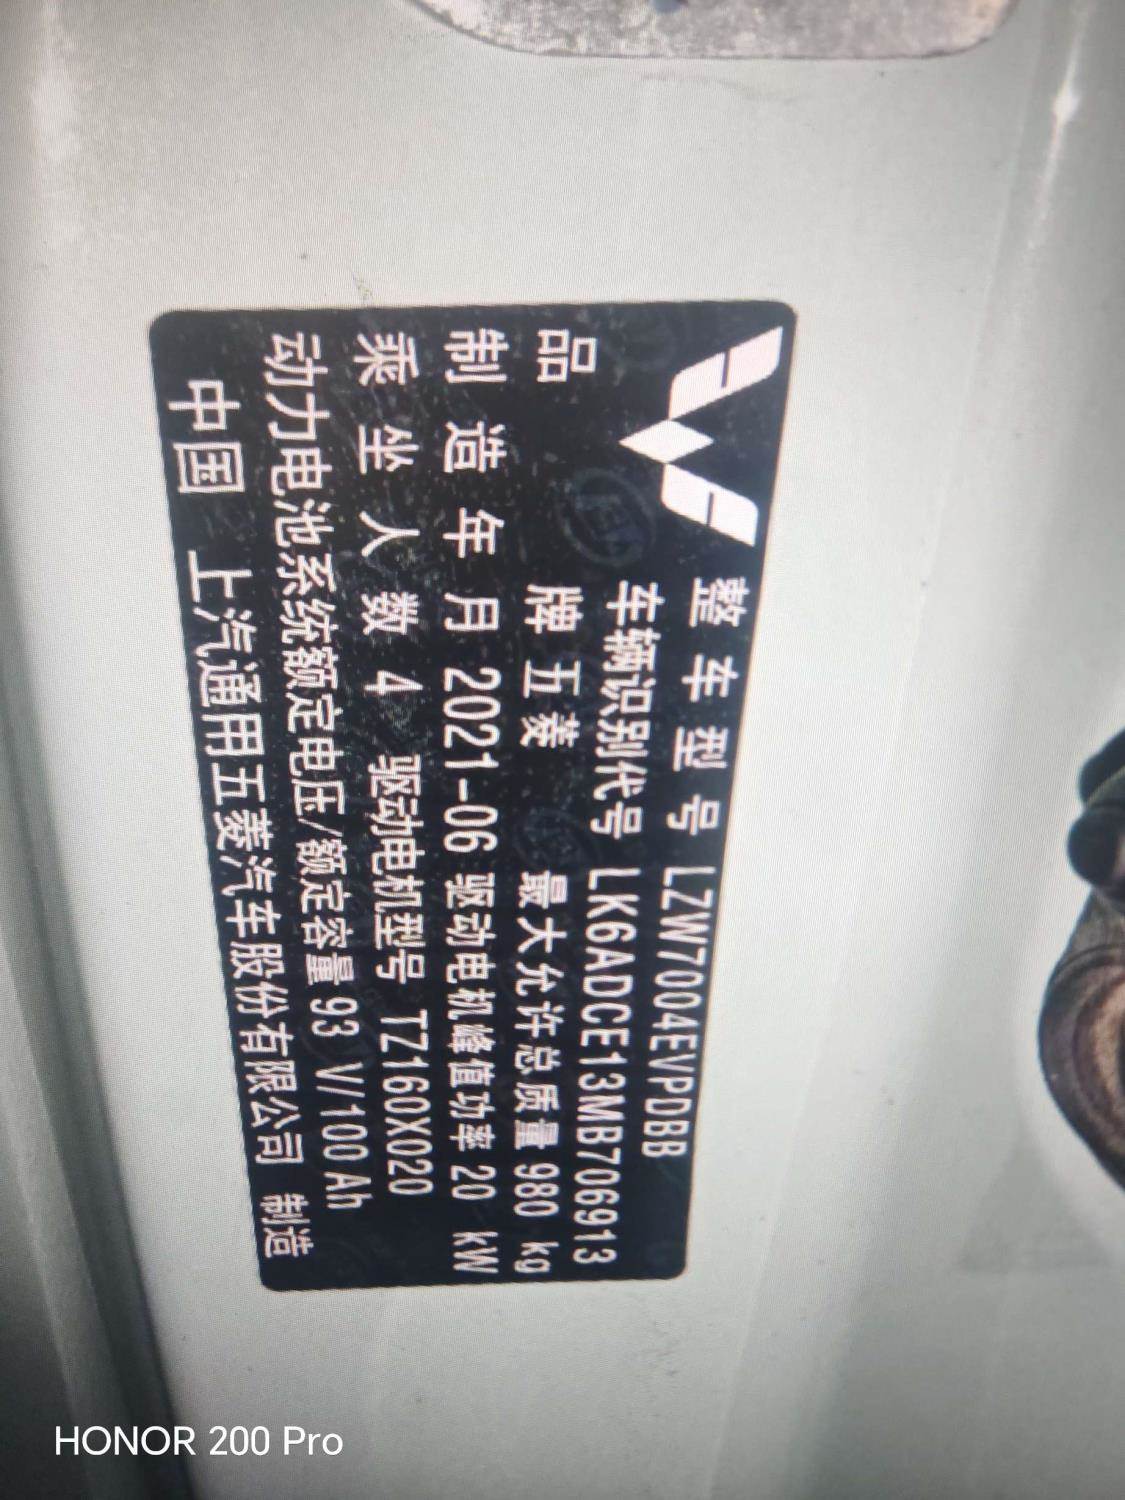 整车型号 LZW7004EVPDBB
车辆识别代号 LK6ADCE13MB706913
品牌 五菱 最大允许总质量 980 kg
制造年月 2021-06 驱动电机峰值功率 20 kW
乘坐人数 4 驱动电机型号 TZ160X020
动力电池系统额定电压/额定容量 93 V/100 Ah
中国 上汽通用五菱汽车股份有限公司 制造
HONOR 200 Pro